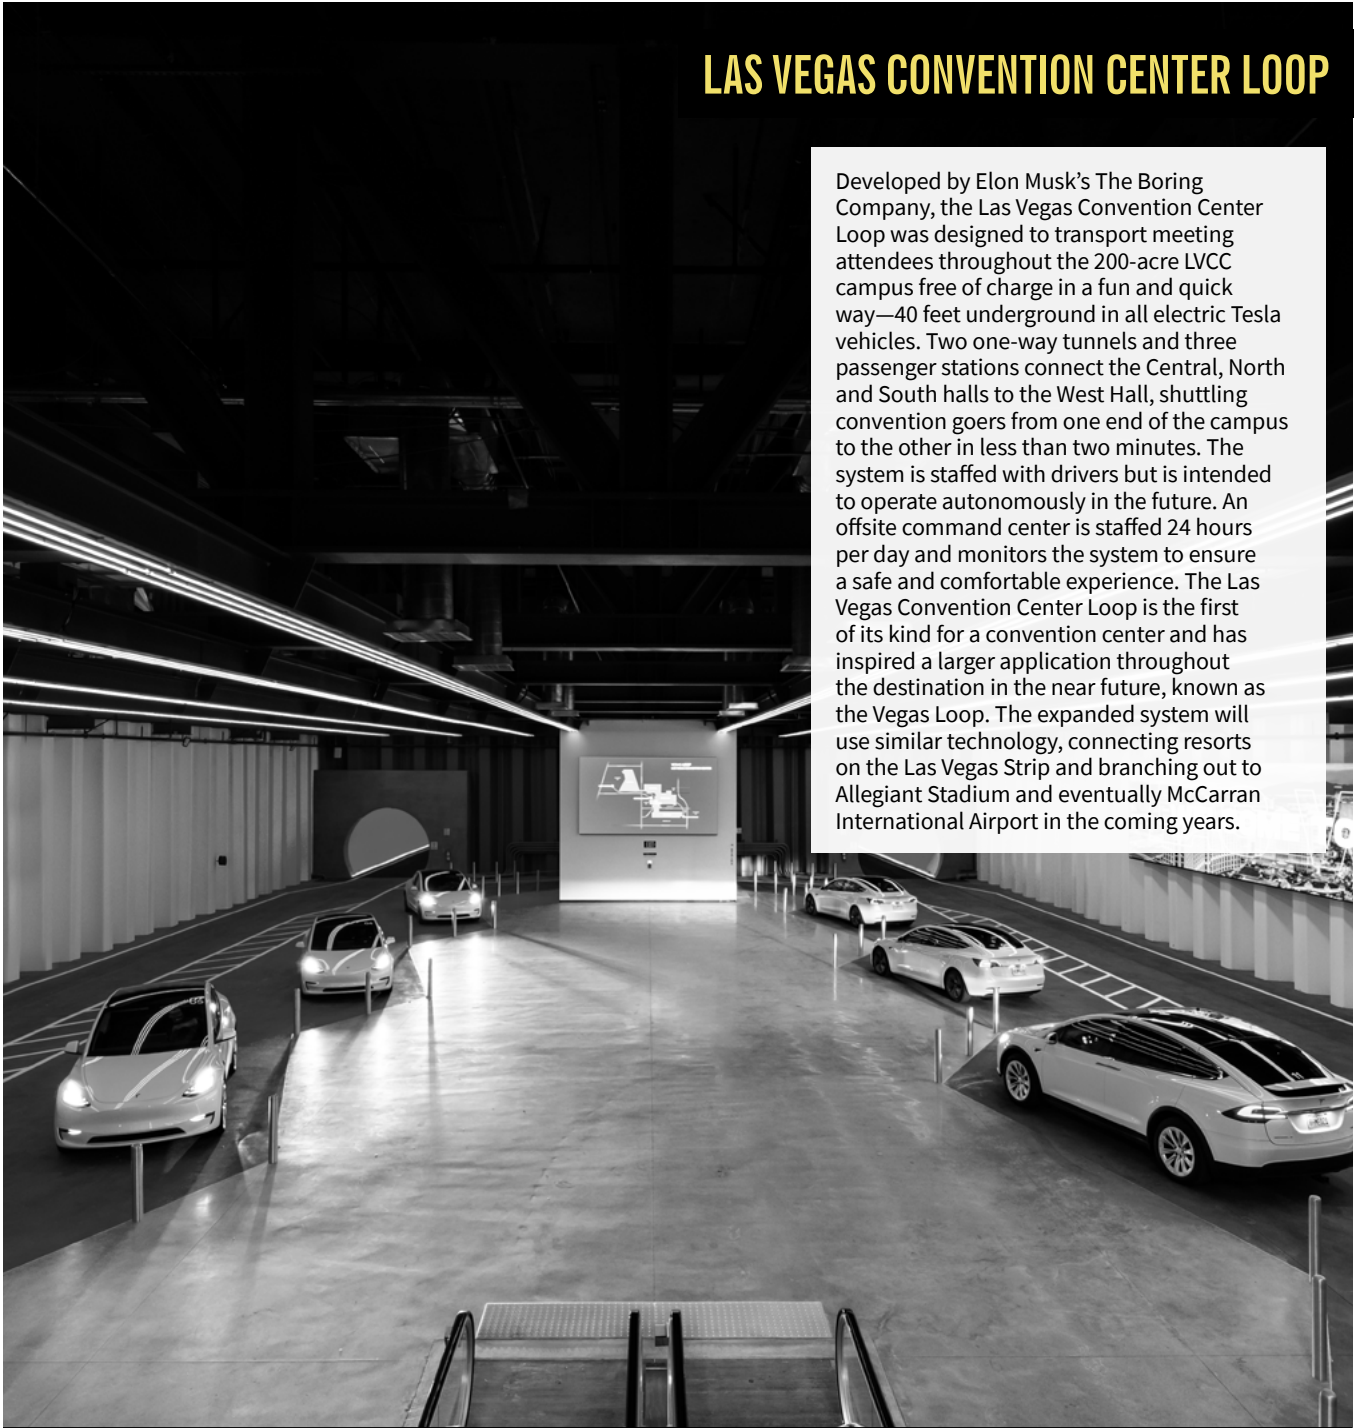 LAS VEGAS CONVENTION CENTER LOOP
Developed by Elon Musk’s The Boring
Company, the Las Vegas Convention Center
Loop was designed to transport meeting
attendees throughout the 200-acre LVCC
campus free of charge in a fun and quick
way—40 feet underground in all electric Tesla
vehicles. Two one-way tunnels and three
passenger stations connect the Central, North
and South halls to the West Hall, shuttling
convention goers from one end of the campus
to the other in less than two minutes. The
system is staffed with drivers but is intended
to operate autonomously in the future. An
offsite command center is staffed 24 hours
per day and monitors the system to ensure
a safe and comfortable experience. The Las
Vegas Convention Center Loop is the first
of its kind for a convention center and has
inspired a larger application throughout
the destination in the near future, known as
the Vegas Loop. The expanded system will
use similar technology, connecting resorts
on the Las Vegas Strip and branching out to
Allegiant Stadium and eventually McCarran
International Airport in the coming years.